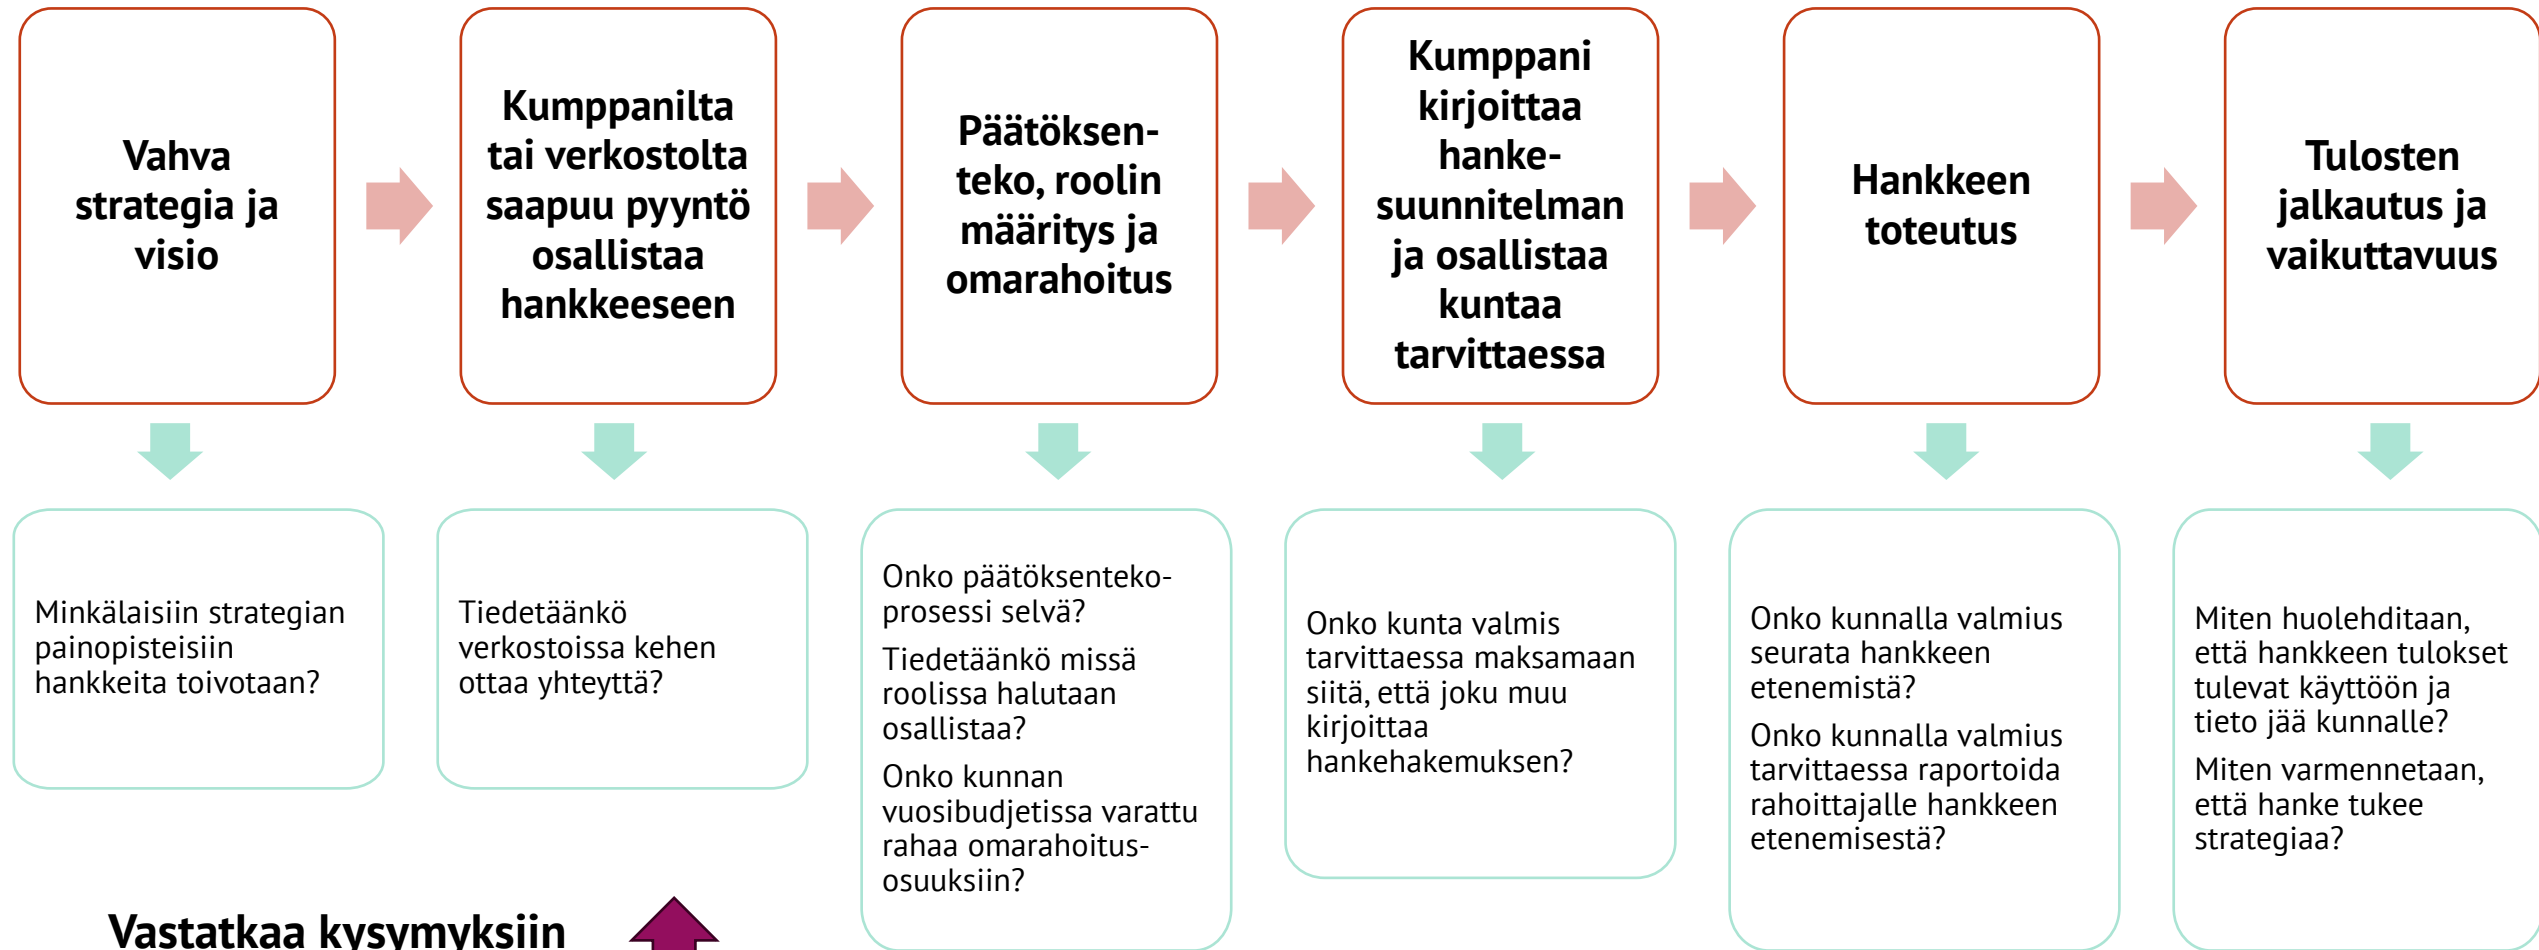 Vahva
strategia ja
visio
Kumppanilta
tai verkostolta
saapuu pyyntö
osallistaa
hankkeeseen
Päätöksen-
teko, roolin
määritys ja
omarahoitus
Kumppani
kirjoittaa
hanke-
suunnitelman
ja osallistaa
kuntaa
tarvittaessa
Hankkeen
toteutus
Tulosten
jalkautus ja
vaikuttavuus
Minkälaisiin strategian
painopisteisiin
hankkeita toivotaan?
Tiedetäänkö
verkostoissa kehen
ottaa yhteyttä?
Onko päätöksenteko-
prosessi selvä?
Tiedetäänkö missä
roolissa halutaan
osallistaa?
Onko kunnan
vuosibudjetissa varattu
rahaa omarahoitus-
osuuksiin?
Onko kunta valmis
tarvittaessa maksamaan
siitä, että joku muu
kirjoittaa
hankehakemuksen?
Onko kunnalla valmius
seurata hankkeen
etenemistä?
Onko kunnalla valmius
tarvittaessa raportoida
rahoittajalle hankkeen
etenemisestä?
Miten huolehditaan,
että hankkeen tulokset
tulevat käyttöön ja
tieto jää kunnalle?
Miten varmennetaan,
että hanke tukee
strategiaa?
Vastatkaa kysymyksiin